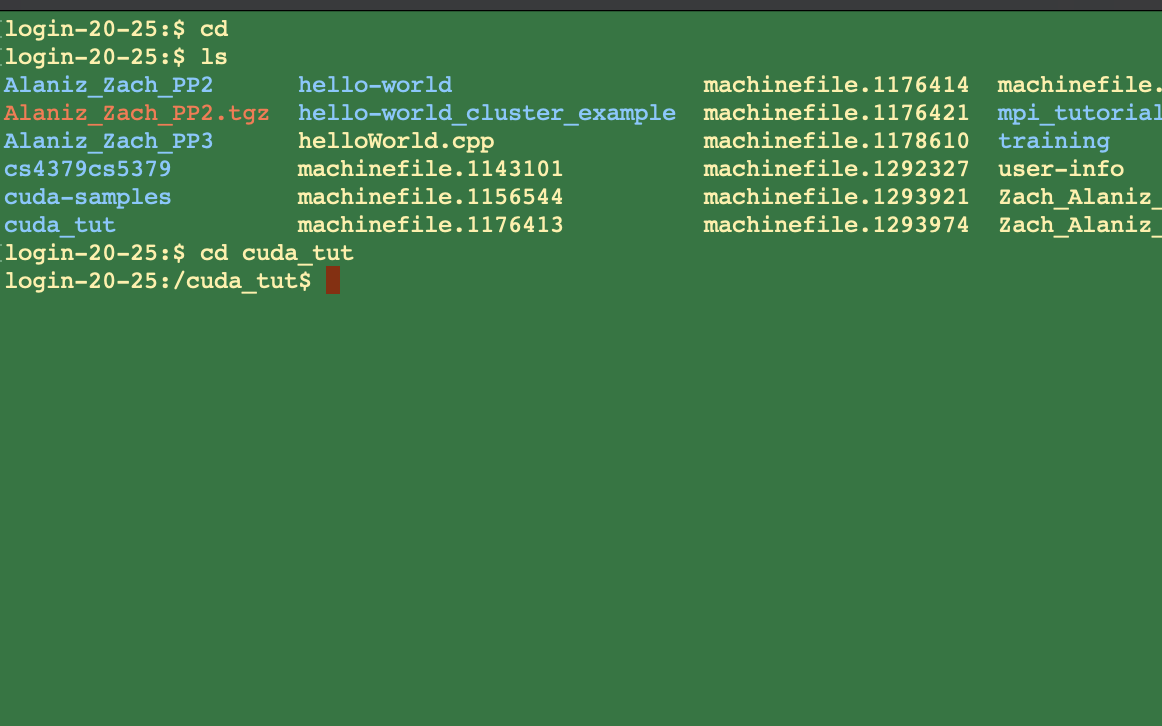 login-20-25:$ cd
login-20-25:$ ls
Alaniz_Zach_PP2 hello-world machinefile.1176414 machinefile.
Alaniz_Zach_PP2.tgz hello-world_cluster_example machinefile.1176421 mpi_tutorial
Alaniz_Zach_PP3 helloWorld.cpp machinefile.1178610 training
cs4379cs5379 machinefile.1143101 machinefile.1292327 user-info
cuda-samples machinefile.1156544 machinefile.1293921 Zach_Alaniz_
cuda_tut machinefile.1176413 machinefile.1293974 Zach_Alaniz_
login-20-25:$ cd cuda_tut
login-20-25:/cuda_tut$